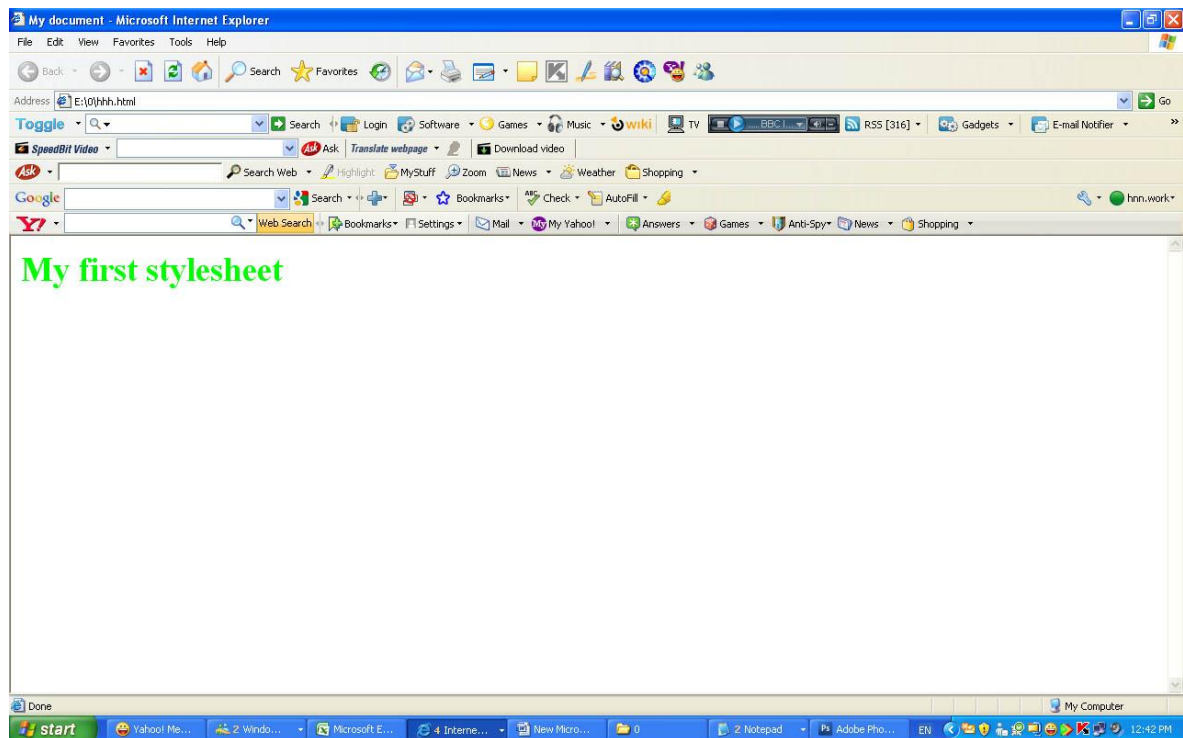 My document - Microsoft Internet Explorer
File Edit View Favorites Tools Help
Back Search Favorites
Address E:\0\hhh.html Go
Toggle Search Login Software Games Music wiki TV BBC RSS [316] Gadgets E-mail Notifier »
SpeedBit Video Ask Translate webpage Download video
Ask Search Web Highlight MyStuff Zoom News Weather Shopping
Google Search Bookmarks Check AutoFill hnn.work
Y! Web Search Bookmarks Settings Mail My Yahoo! Answers Games Anti-Spy News Shopping
My first stylesheet
Done My Computer
start Yahoo! Me... 2 Windo... Microsoft E... 4 Interne... New Micro... 0 2 Notepad Adobe Pho... EN 12:42 PM